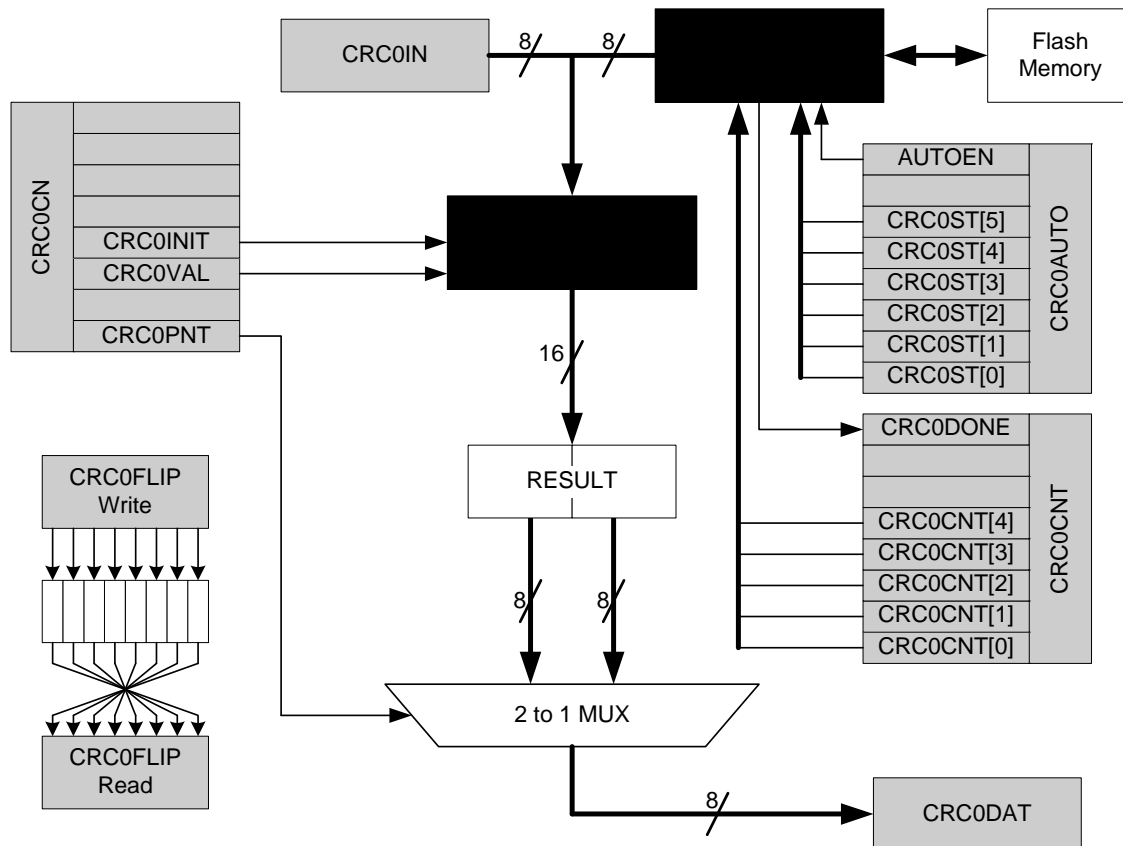 CRC0IN
8
8
Flash
Memory
CRC0CN
CRC0INIT
CRC0VAL
CRC0PNT
AUTOEN
CRC0ST[5]
CRC0ST[4]
CRC0ST[3]
CRC0ST[2]
CRC0ST[1]
CRC0ST[0]
CRC0AUTO
16
CRC0DONE
CRC0CNT[4]
CRC0CNT[3]
CRC0CNT[2]
CRC0CNT[1]
CRC0CNT[0]
CRC0CNT
RESULT
8
8
CRC0FLIP
Write
CRC0FLIP
Read
2 to 1 MUX
8
CRC0DAT